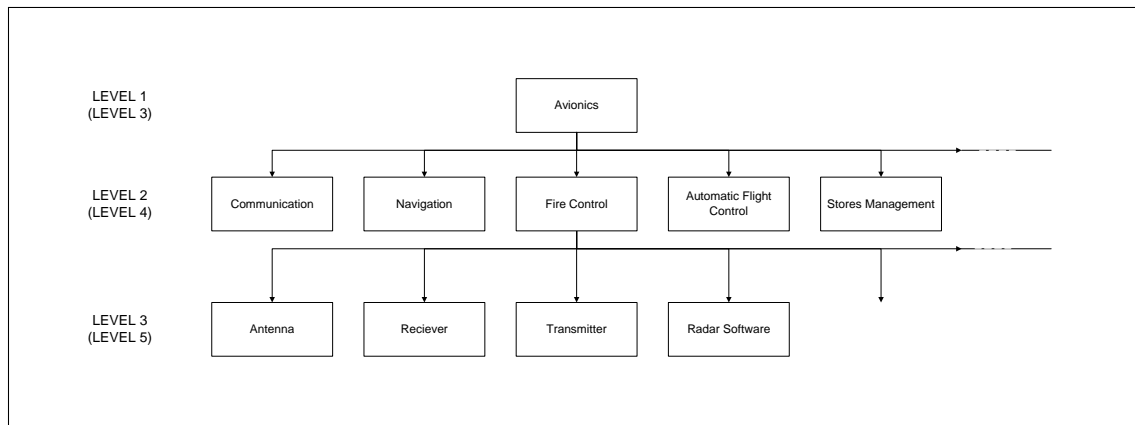 LEVEL 1
(LEVEL 3)
Avionics
LEVEL 2
(LEVEL 4)
Communication
Navigation
Fire Control
Automatic Flight
Control
Stores Management
LEVEL 3
(LEVEL 5)
Antenna
Reciever
Transmitter
Radar Software